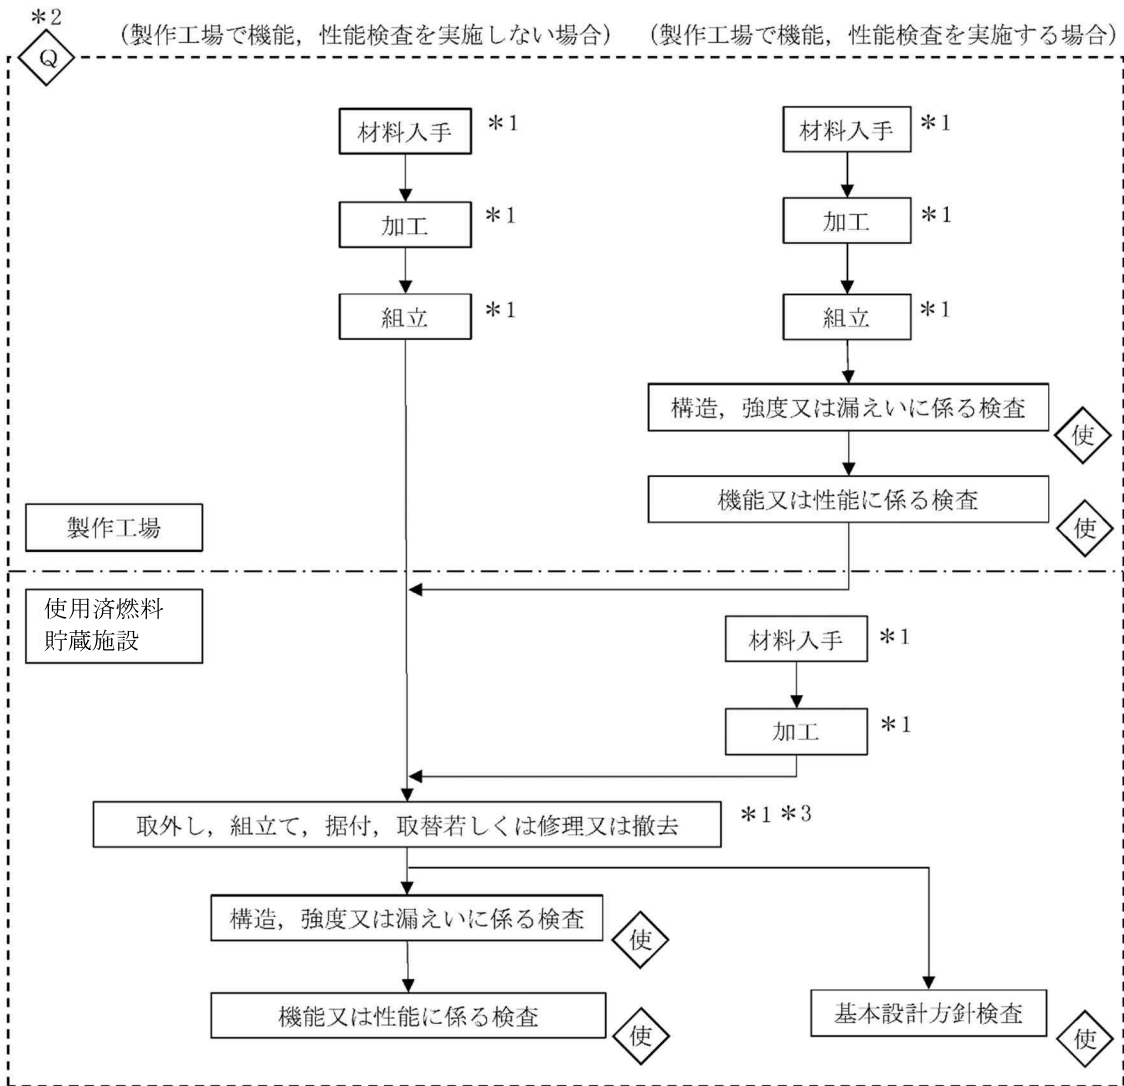 ＊2
（製作工場で機能，性能検査を実施しない場合）
（製作工場で機能，性能検査を実施する場合）
Q
材料入手
＊1
材料入手
＊1
加工
＊1
加工
＊1
組立
＊1
組立
＊1
構造，強度又は漏えいに係る検査
使
機能又は性能に係る検査
使
製作工場
使用済燃料
貯蔵施設
材料入手
＊1
加工
＊1
取外し，組立て，据付，取替若しくは修理又は撤去
＊1＊3
構造，強度又は漏えいに係る検査
使
機能又は性能に係る検査
使
基本設計方針検査
使